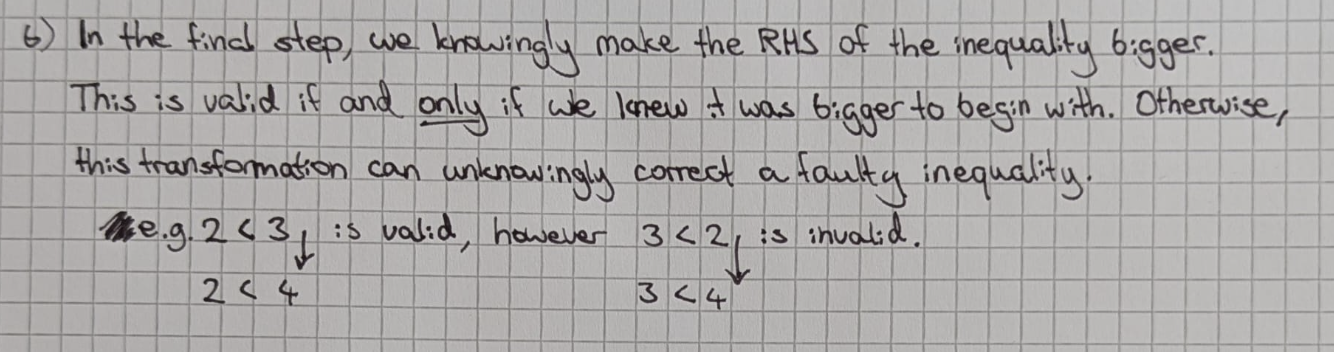 6) In the final step, we knowingly make the RHS of the inequality bigger.
This is valid if and only if we knew it was bigger to begin with. Otherwise,
this transformation can unknowingly correct a faulty inequality.
e.g. 2 < 3 ↓ is valid, however 3 < 2 ↓ is invalid.
2 < 4 3 < 4